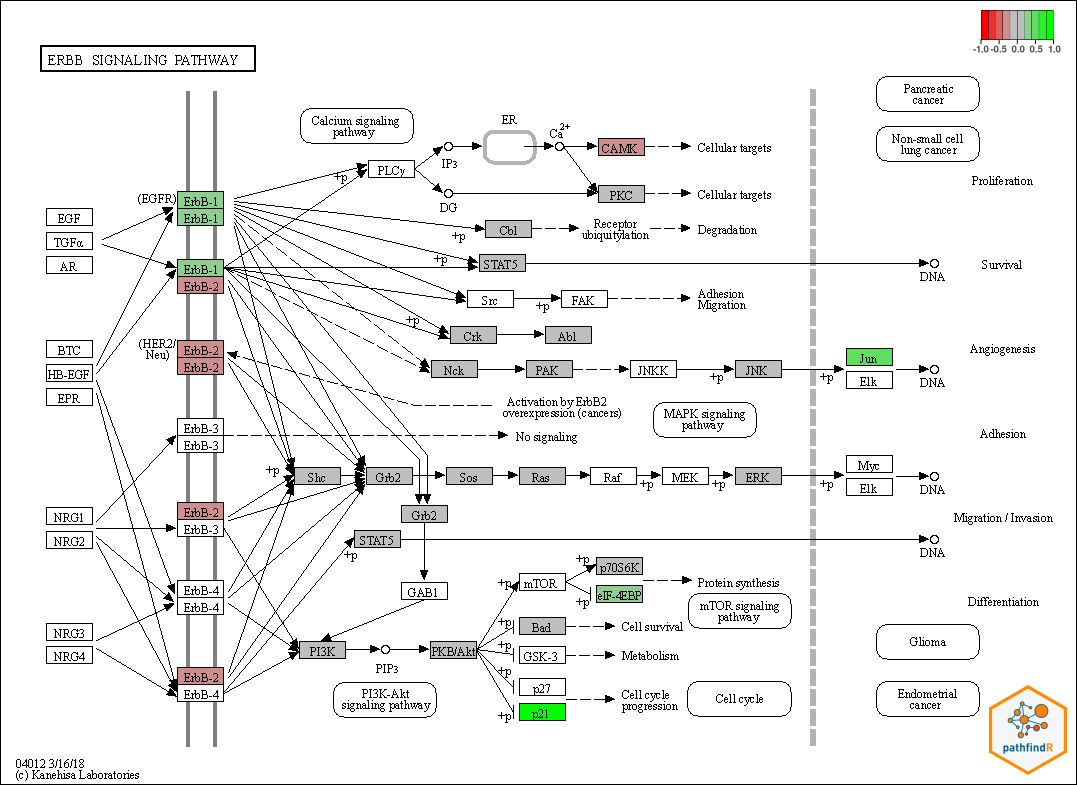 -1.0 -0.5 0.0 0.5 1.0
ERBB SIGNALING PATHWAY
Pancreatic
cancer
Non-small cell
lung cancer
Proliferation
Survival
Angiogenesis
Adhesion
Migration / Invasion
Differentiation
Glioma
Endometrial
cancer
Calcium signaling
pathway
ER
Ca2+
IP3
DG
PLCγ
+p
CAMK
Cellular targets
PKC
Cellular targets
(EGFR)
ErbB-1
ErbB-1
EGF
TGFα
AR
ErbB-1
ErbB-2
+p
Cbl
Receptor
ubiquitylation
Degradation
+p
STAT5
DNA
Src
+p
FAK
Adhesion
Migration
+p
Crk
Abl
(HER2/
Neu)
ErbB-2
ErbB-2
BTC
HB-EGF
EPR
Nck
PAK
JNKK
+p
JNK
+p
Jun
Elk
DNA
Activation by ErbB2
overexpression (cancers)
MAPK signaling
pathway
ErbB-3
ErbB-3
No signaling
+p
Shc
Grb2
Sos
Ras
Raf
+p
MEK
+p
ERK
+p
Myc
Elk
DNA
NRG1
NRG2
ErbB-2
ErbB-3
Grb2
STAT5
+p
DNA
ErbB-4
ErbB-4
GAB1
+p
mTOR
+p
p70S6K
+p
eIF-4EBP
Protein synthesis
mTOR signaling
pathway
NRG3
NRG4
ErbB-2
ErbB-4
PI3K
PIP3
PKB/Akt
+p
Bad
Cell survival
+p
GSK-3
Metabolism
+p
p27
+p
p21
Cell cycle
progression
Cell cycle
PI3K-Akt
signaling pathway
04012 3/16/18
(c) Kanehisa Laboratories
pathfindR